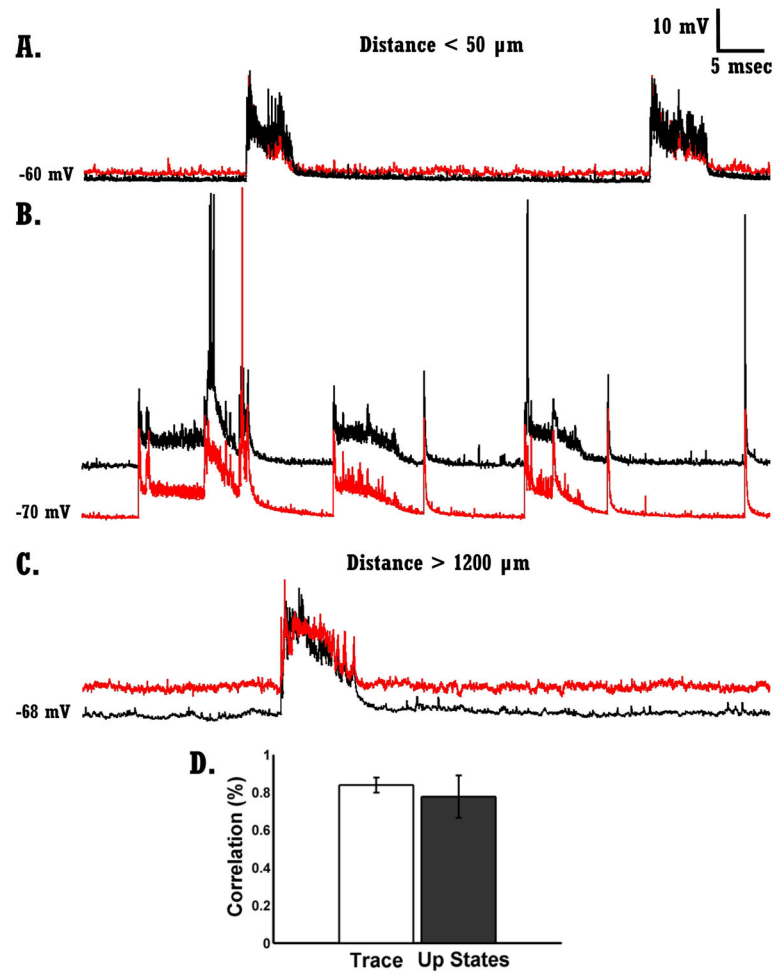 A.
Distance < 50 µm
10 mV
5 msec
-60 mV
B.
-70 mV
C.
Distance > 1200 µm
-68 mV
D.
1
0.8
0.6
0.4
0.2
0
Correlation (%)
Trace Up States